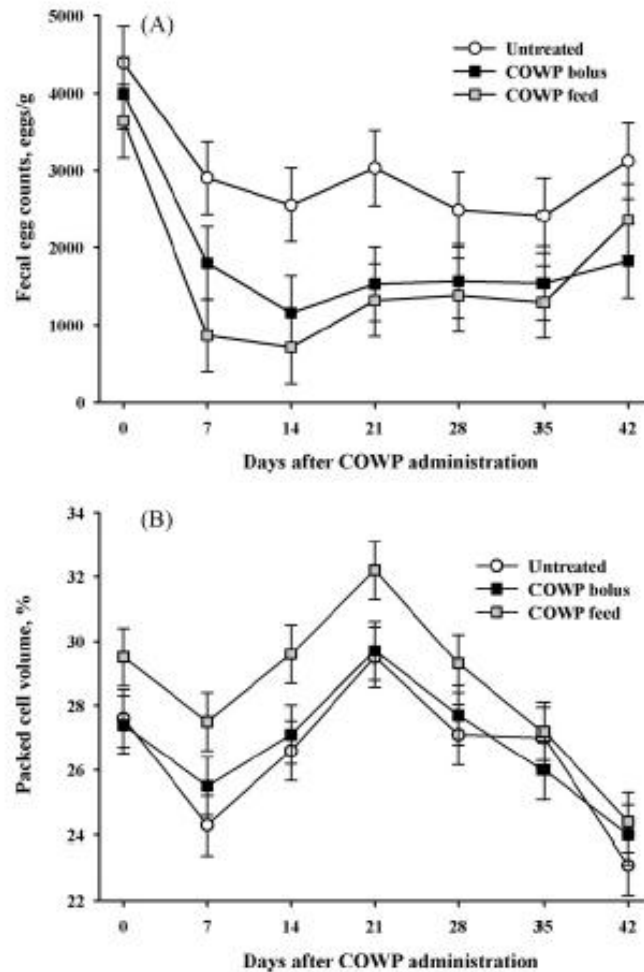 (A)
5000
4000
3000
2000
1000
0
Fecal egg counts, eggs/g
Untreated
COWP bolus
COWP feed
0 7 14 21 28 35 42
Days after COWP administration
(B)
34
32
30
28
26
24
22
Packed cell volume, %
Untreated
COWP bolus
COWP feed
0 7 14 21 28 35 42
Days after COWP administration